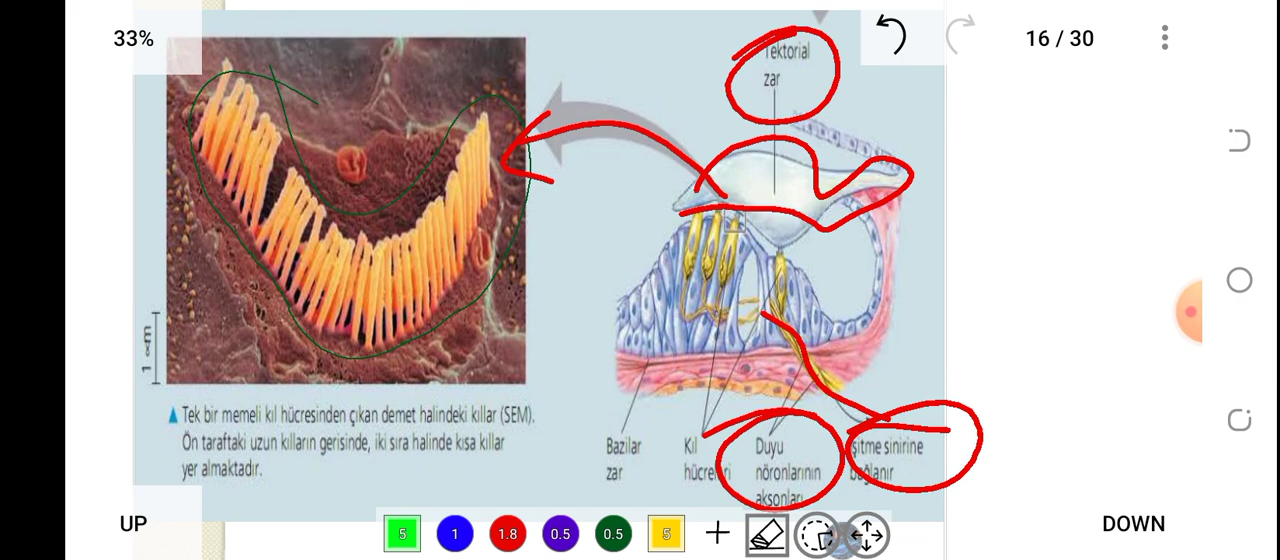 33%
16 / 30
Tektorial
zar
1 ∝m
▲ Tek bir memeli kıl hücresinden çıkan demet halindeki kıllar (SEM).
Ön taraftaki uzun kılların gerisinde, iki sıra halinde kısa kıllar
yer almaktadır.
Bazilar
zar
Kıl
hücreleri
Duyu
nöronlarının
aksonları
İşitme sinirine
bağlanır
UP
DOWN
5
1
1.8
0.5
0.5
5